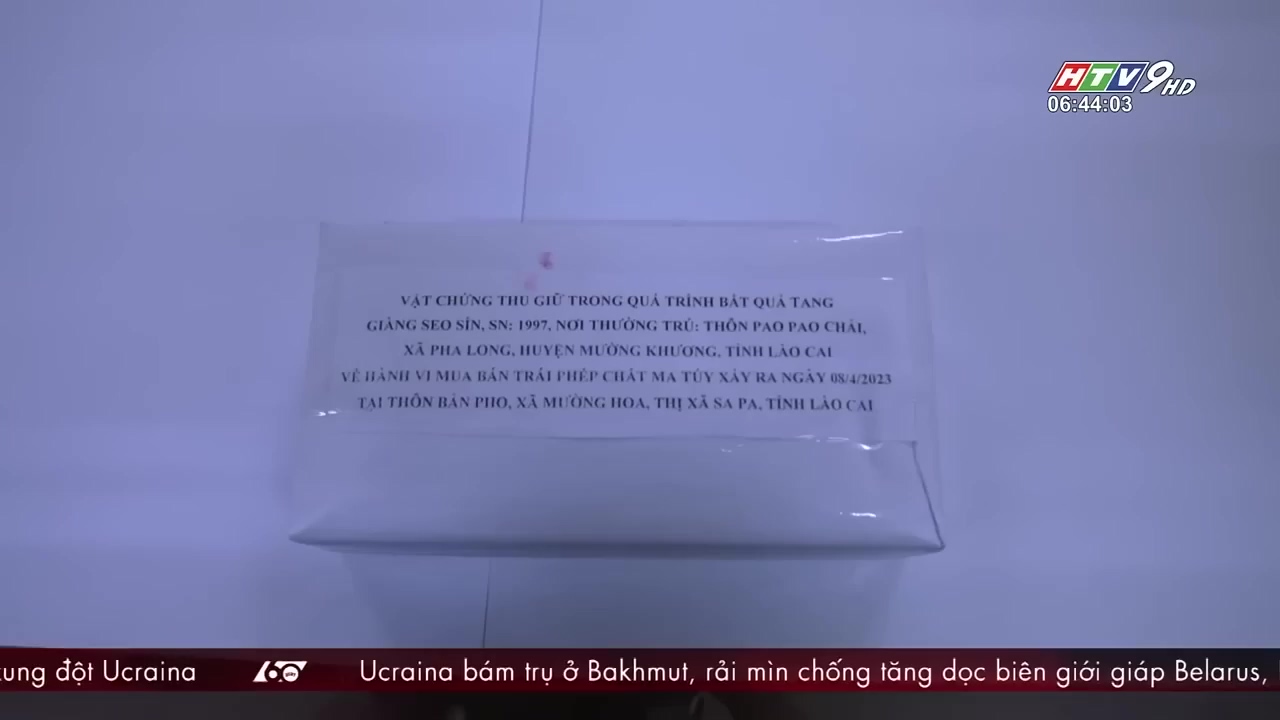 HTV9HD
06:44:03
VẬT CHỨNG THU GIỮ TRONG QUÁ TRÌNH BẮT QUẢ TANG
GIÀNG SEO SÌN, SN: 1997, NƠI THƯỜNG TRÚ: THÔN PAO PAO CHẢI,
XÃ PHA LONG, HUYỆN MƯỜNG KHƯƠNG, TỈNH LÀO CAI
VỀ HÀNH VI MUA BÁN TRÁI PHÉP CHẤT MA TÚY XẢY RA NGÀY 08/4/2023
TẠI THÔN BẢN PHO, XÃ MƯỜNG HOA, THỊ XÃ SA PA, TỈNH LÀO CAI
xung đột Ucraina 60 giây Ucraina bám trụ ở Bakhmut, rải mìn chống tăng dọc biên giới giáp Belarus,